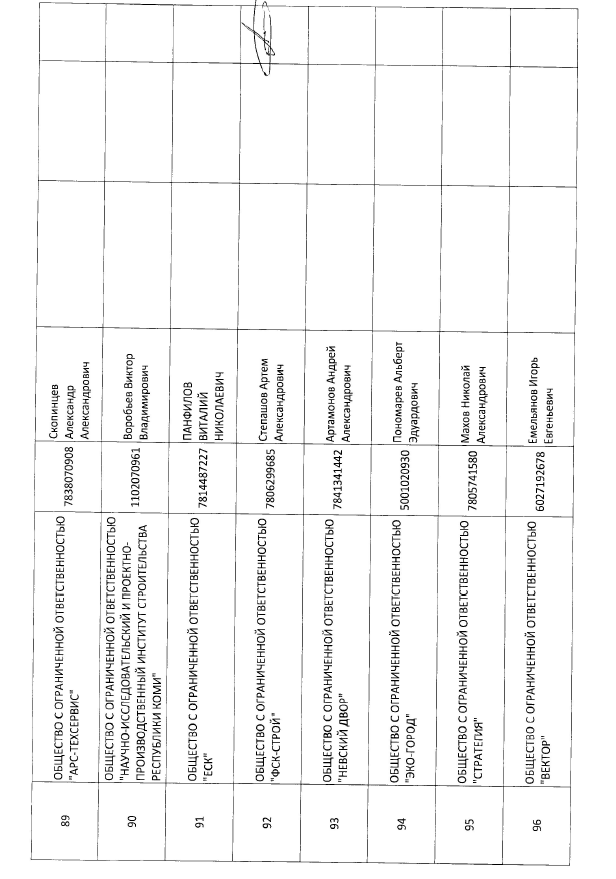 89
ОБЩЕСТВО С ОГРАНИЧЕННОЙ ОТВЕТСТВЕННОСТЬЮ
"АРС-ТЕХСЕРВИС"
7838070908
Скопинцев
Александр
Александрович
90
ОБЩЕСТВО С ОГРАНИЧЕННОЙ ОТВЕТСТВЕННОСТЬЮ
"НАУЧНО-ИССЛЕДОВАТЕЛЬСКИЙ И ПРОЕКТНО-
ПРОИЗВОДСТВЕННЫЙ ИНСТИТУТ СТРОИТЕЛЬСТВА
РЕСПУБЛИКИ КОМИ"
1102070961
Воробьев Виктор
Владимирович
91
ОБЩЕСТВО С ОГРАНИЧЕННОЙ ОТВЕТСТВЕННОСТЬЮ
"ЕСК"
7814487227
ПАНФИЛОВ
ВИТАЛИЙ
НИКОЛАЕВИЧ
92
ОБЩЕСТВО С ОГРАНИЧЕННОЙ ОТВЕТСТВЕННОСТЬЮ
"ФСК-СТРОЙ"
7806299685
Степашов Артем
Александрович
93
ОБЩЕСТВО С ОГРАНИЧЕННОЙ ОТВЕТСТВЕННОСТЬЮ
"НЕВСКИЙ ДВОР"
7841341442
Артамонов Андрей
Александрович
94
ОБЩЕСТВО С ОГРАНИЧЕННОЙ ОТВЕТСТВЕННОСТЬЮ
"ЭКО-ГОРОД"
5001020930
Пономарев Альберт
Эдуардович
95
ОБЩЕСТВО С ОГРАНИЧЕННОЙ ОТВЕТСТВЕННОСТЬЮ
"СТРАТЕГИЯ"
7805741580
Махов Николай
Александрович
96
ОБЩЕСТВО С ОГРАНИЧЕННОЙ ОТВЕТСТВЕННОСТЬЮ
"ВЕКТОР"
6027192678
Емельянов Игорь
Евгеньевич